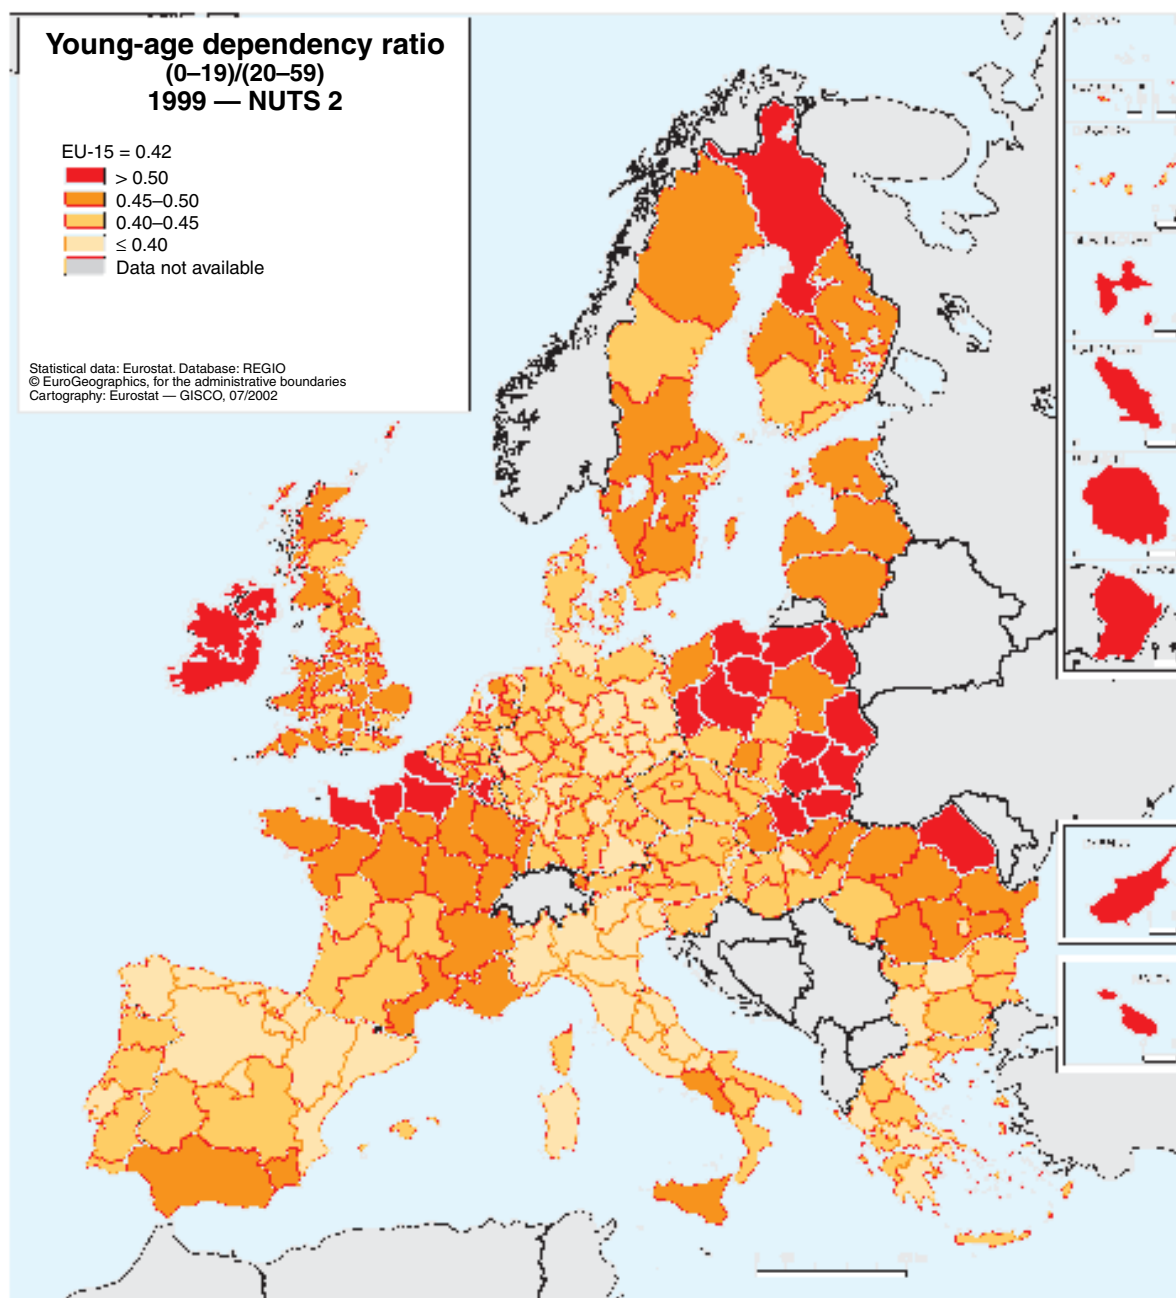 Young-age dependency ratio
(0–19)/(20–59)
1999 — NUTS 2
EU-15 = 0.42
> 0.50
0.45–0.50
0.40–0.45
≤ 0.40
Data not available
Statistical data: Eurostat. Database: REGIO
© EuroGeographics, for the administrative boundaries
Cartography: Eurostat — GISCO, 07/2002